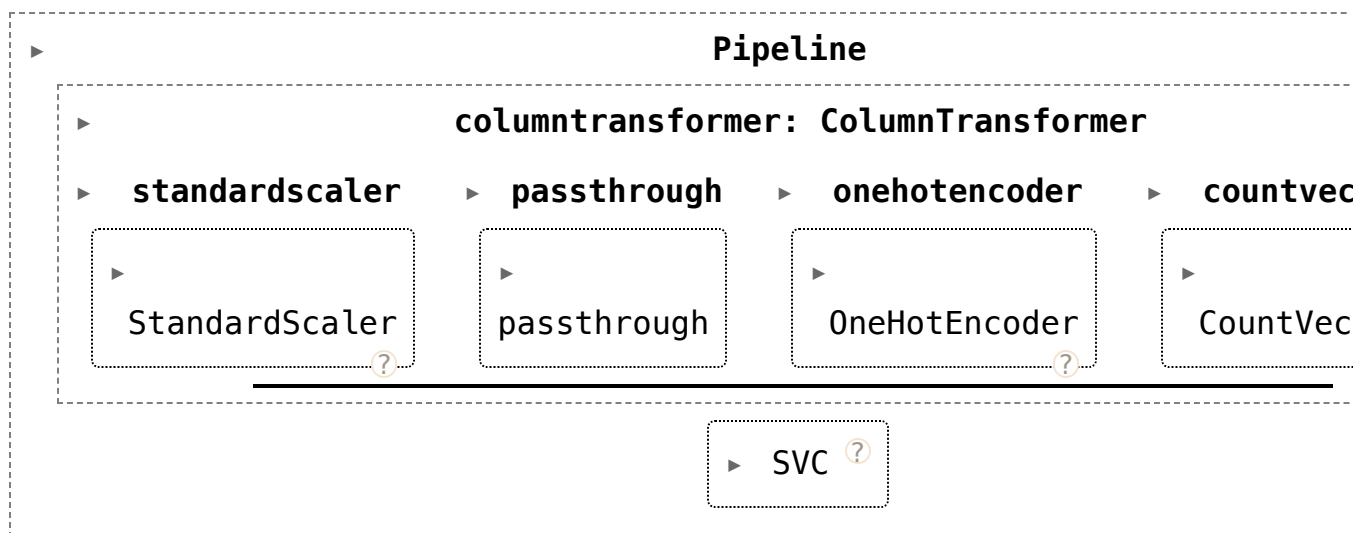 ▸ Pipeline
▸ columntransformer: ColumnTransformer
▸ standardscaler ▸ passthrough ▸ onehotencoder ▸ countvec
▸ ▸ ▸ ▸
StandardScaler passthrough OneHotEncoder CountVec
? ?
▸ SVC ?